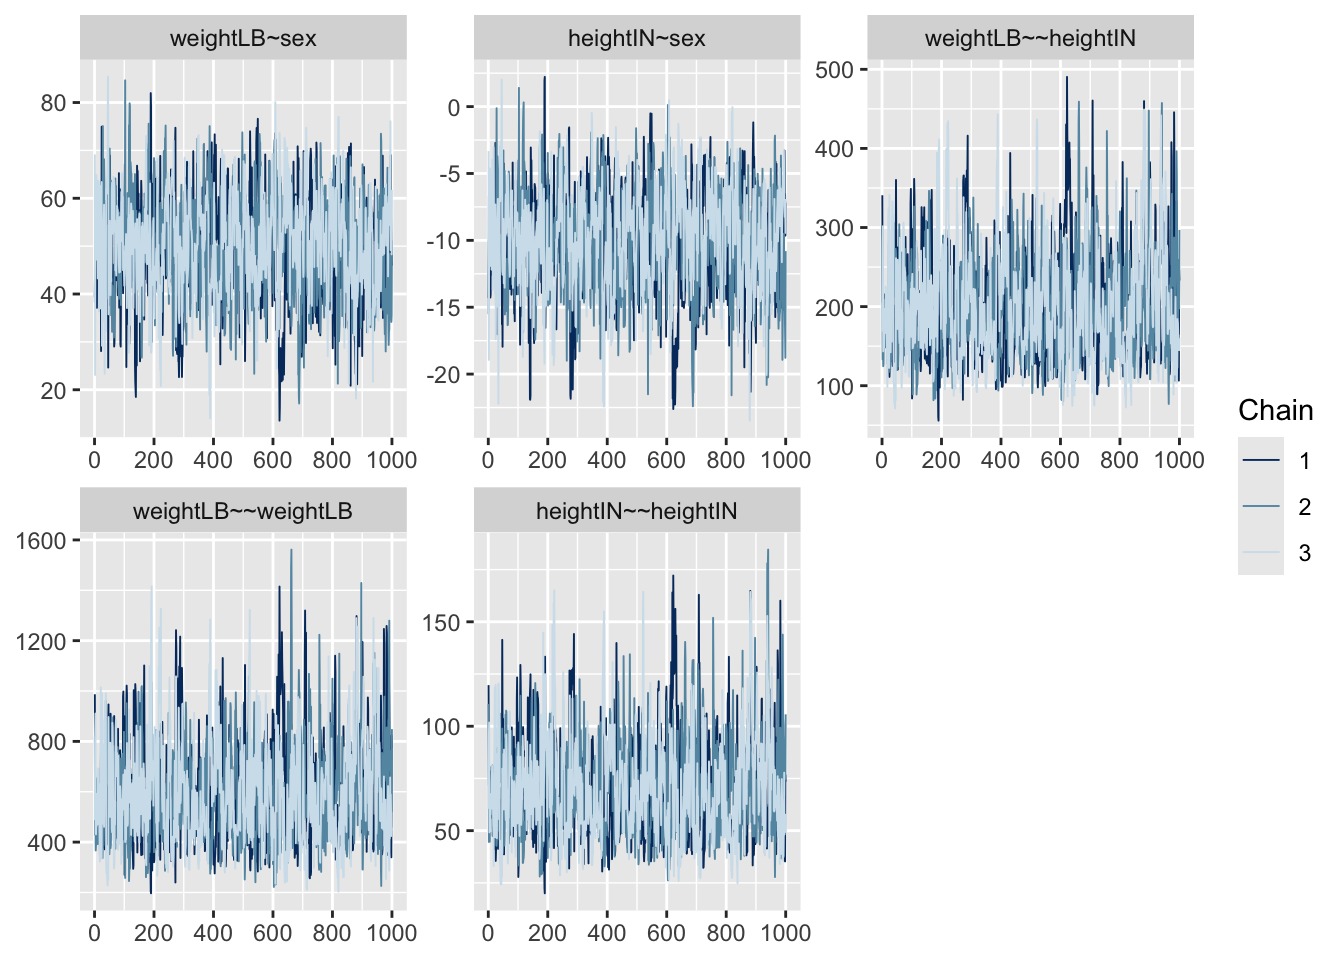 weightLB~sex
heightIN~sex
weightLB~~heightIN
80
60
40
20
0
-5
-10
-15
-20
500
400
300
200
100
0 200 400 600 800 1000
0 200 400 600 800 1000
0 200 400 600 800 1000
weightLB~~weightLB
heightIN~~heightIN
1600
1200
800
400
150
100
50
0 200 400 600 800 1000
0 200 400 600 800 1000
Chain
1
2
3